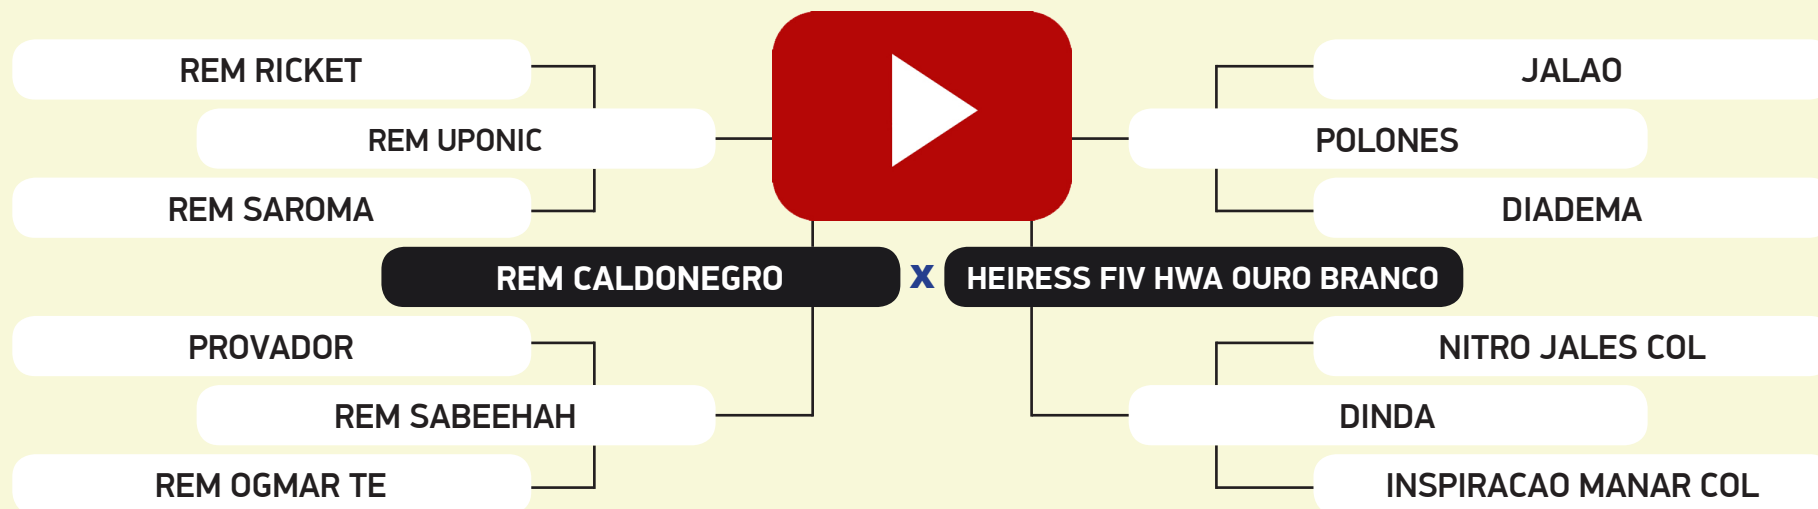 REM RICKET
JALAO
REM UPONIC
POLONES
REM SAROMA
DIADEMA
REM CALDONEGRO x HEIRESS FIV HWA OURO BRANCO
PROVADOR
NITRO JALES COL
REM SABEEHAH
DINDA
REM OGMAR TE
INSPIRACAO MANAR COL